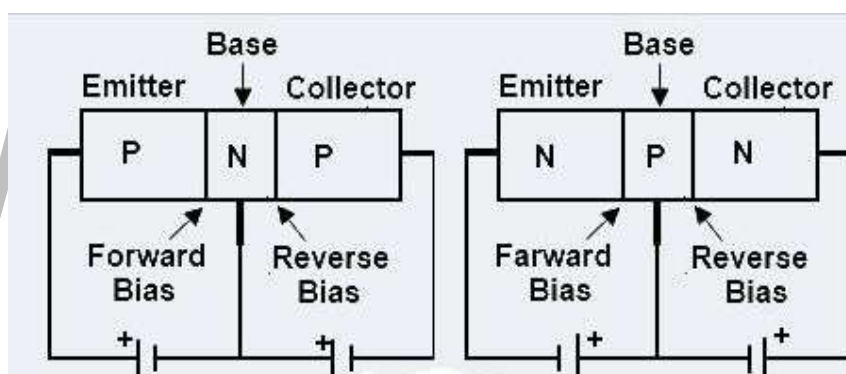 Base
Emitter Collector
P N P
Forward Bias
Reverse Bias
+ +
Base
Emitter Collector
N P N
Farward Bias
Reverse Bias
+ +